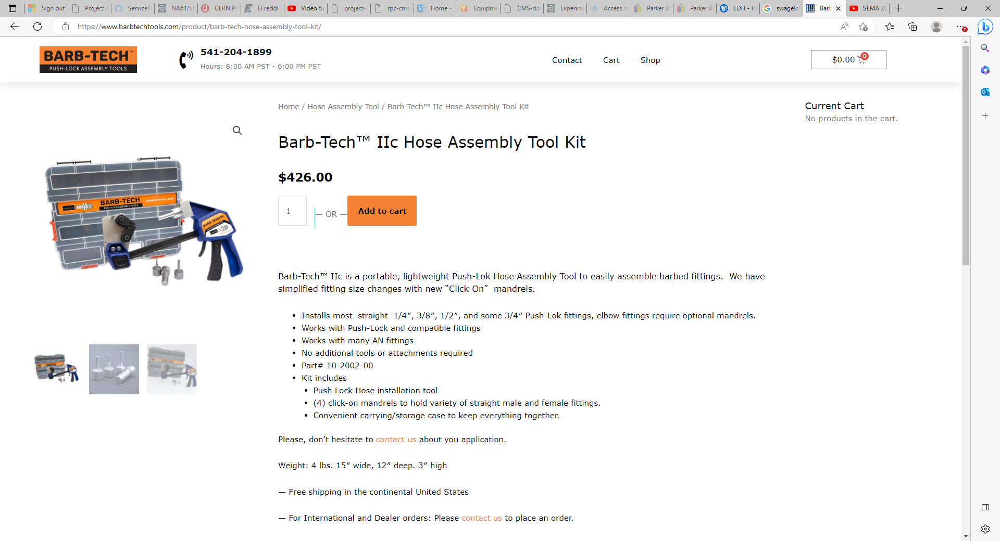 Sign out
Project A
ServiceN
NA61/SH
CERN Ph
EFreddi
Video tu
project-c
rpc-cms-
Home -
Equipme
CMS-do
Experim
Access d
Parker 8
Parker 8
EDH - H
swagelo
Barb
SEMA 20
https://www.barbtechtools.com/product/barb-tech-hose-assembly-tool-kit/
BARB-TECH™
PUSH-LOCK ASSEMBLY TOOLS
541-204-1899
Hours: 8:00 AM PST - 6:00 PM PST
Contact
Cart
Shop
$0.00
0
Home / Hose Assembly Tool / Barb-Tech™ IIc Hose Assembly Tool Kit
Current Cart
No products in the cart.
Barb-Tech™ IIc Hose Assembly Tool Kit
$426.00
1
— OR —
Add to cart
BARB-TECH
PUSH-LOCK ASSEMBLY TOOLS
BARBTECHTOOLS.COM
BARB-TECH IIc
Barb-Tech™ IIc is a portable, lightweight Push-Lok Hose Assembly Tool to easily assemble barbed fittings.  We have
simplified fitting size changes with new “Click-On”  mandrels.
• Installs most  straight  1/4″, 3/8″, 1/2″, and some 3/4″ Push-Lok fittings, elbow fittings require optional mandrels.
• Works with Push-Lock and compatible fittings
• Works with many AN fittings
• No additional tools or attachments required
• Part# 10-2002-00
• Kit includes
• Push Lock Hose installation tool
• (4) click-on mandrels to hold variety of straight male and female fittings.
• Convenient carrying/storage case to keep everything together.
Please, don’t hesitate to contact us about you application.
Weight: 4 lbs. 15″ wide, 12″ deep. 3″ high
— Free shipping in the continental United States
— For International and Dealer orders: Please contact us to place an order.